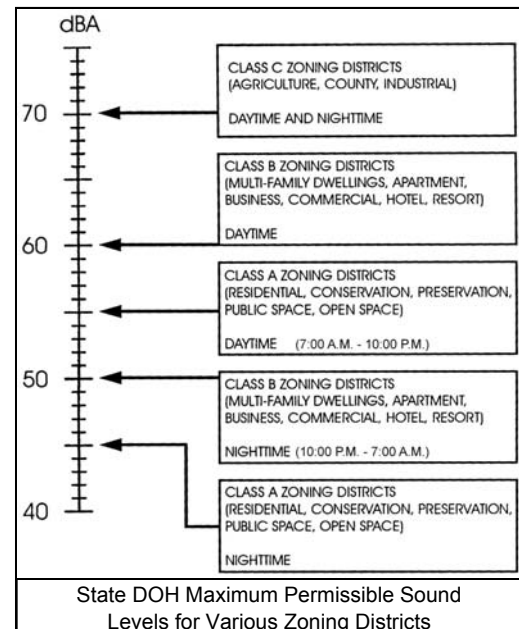 dBA
70
60
50
40
CLASS C ZONING DISTRICTS
(AGRICULTURE, COUNTY, INDUSTRIAL)
DAYTIME AND NIGHTTIME
CLASS B ZONING DISTRICTS
(MULTI-FAMILY DWELLINGS, APARTMENT,
BUSINESS, COMMERCIAL, HOTEL, RESORT)
DAYTIME
CLASS A ZONING DISTRICTS
(RESIDENTIAL, CONSERVATION, PRESERVATION,
PUBLIC SPACE, OPEN SPACE)
DAYTIME (7:00 A.M. - 10:00 P.M.)
CLASS B ZONING DISTRICTS
(MULTI-FAMILY DWELLINGS, APARTMENT,
BUSINESS, COMMERCIAL, HOTEL, RESORT)
NIGHTTIME (10:00 P.M. - 7:00 A.M.)
CLASS A ZONING DISTRICTS
(RESIDENTIAL, CONSERVATION, PRESERVATION,
PUBLIC SPACE, OPEN SPACE)
NIGHTTIME
State DOH Maximum Permissible Sound
Levels for Various Zoning Districts